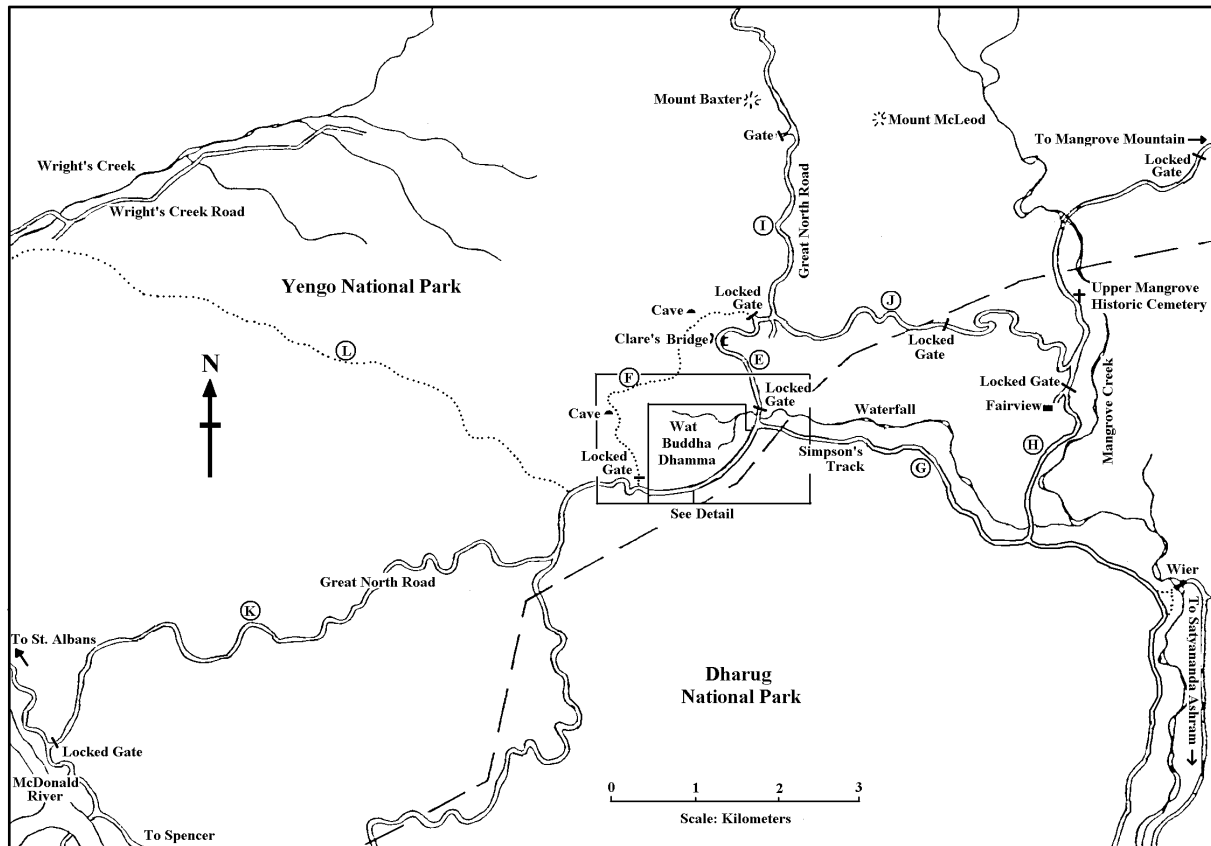 Mount Baxter
Mount McLeod
Gate
To Mangrove Mountain
Locked
Gate
Wright's Creek
Wright's Creek Road
I
Great North Road
Yengo National Park
Upper Mangrove
Historic Cemetery
Locked
Gate
Cave
J
Clare's Bridge
Locked
Gate
L
E
N
F
Locked Gate
Mangrove Creek
Locked
Gate
Fairview
Cave
Waterfall
Wat
Buddha
Dhamma
Simpson's
Track
H
Locked
Gate
G
See Detail
Great North Road
Wier
K
To St. Albans
To Satyananda Ashram
Dharug
National Park
Locked Gate
McDonald
River
0 1 2 3
Scale: Kilometers
To Spencer